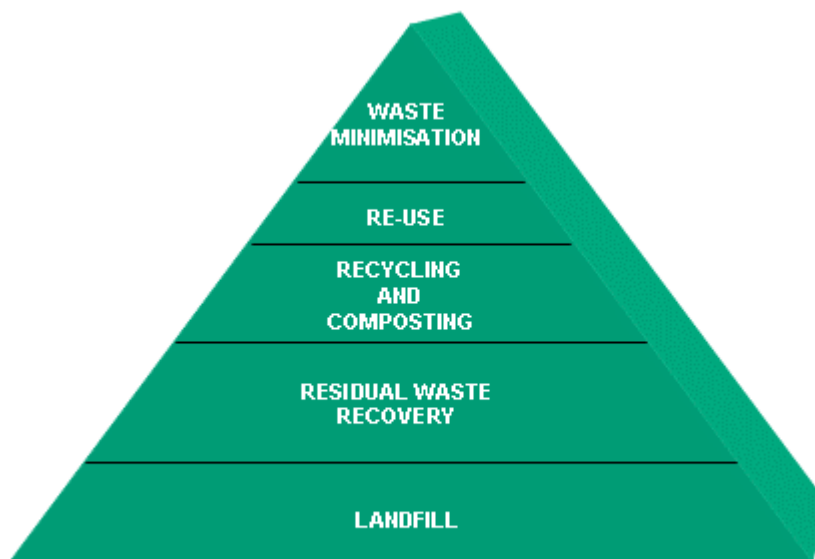 WASTE
MINIMISATION
RE-USE
RECYCLING
AND
COMPOSTING
RESIDUAL WASTE
RECOVERY
LANDFILL